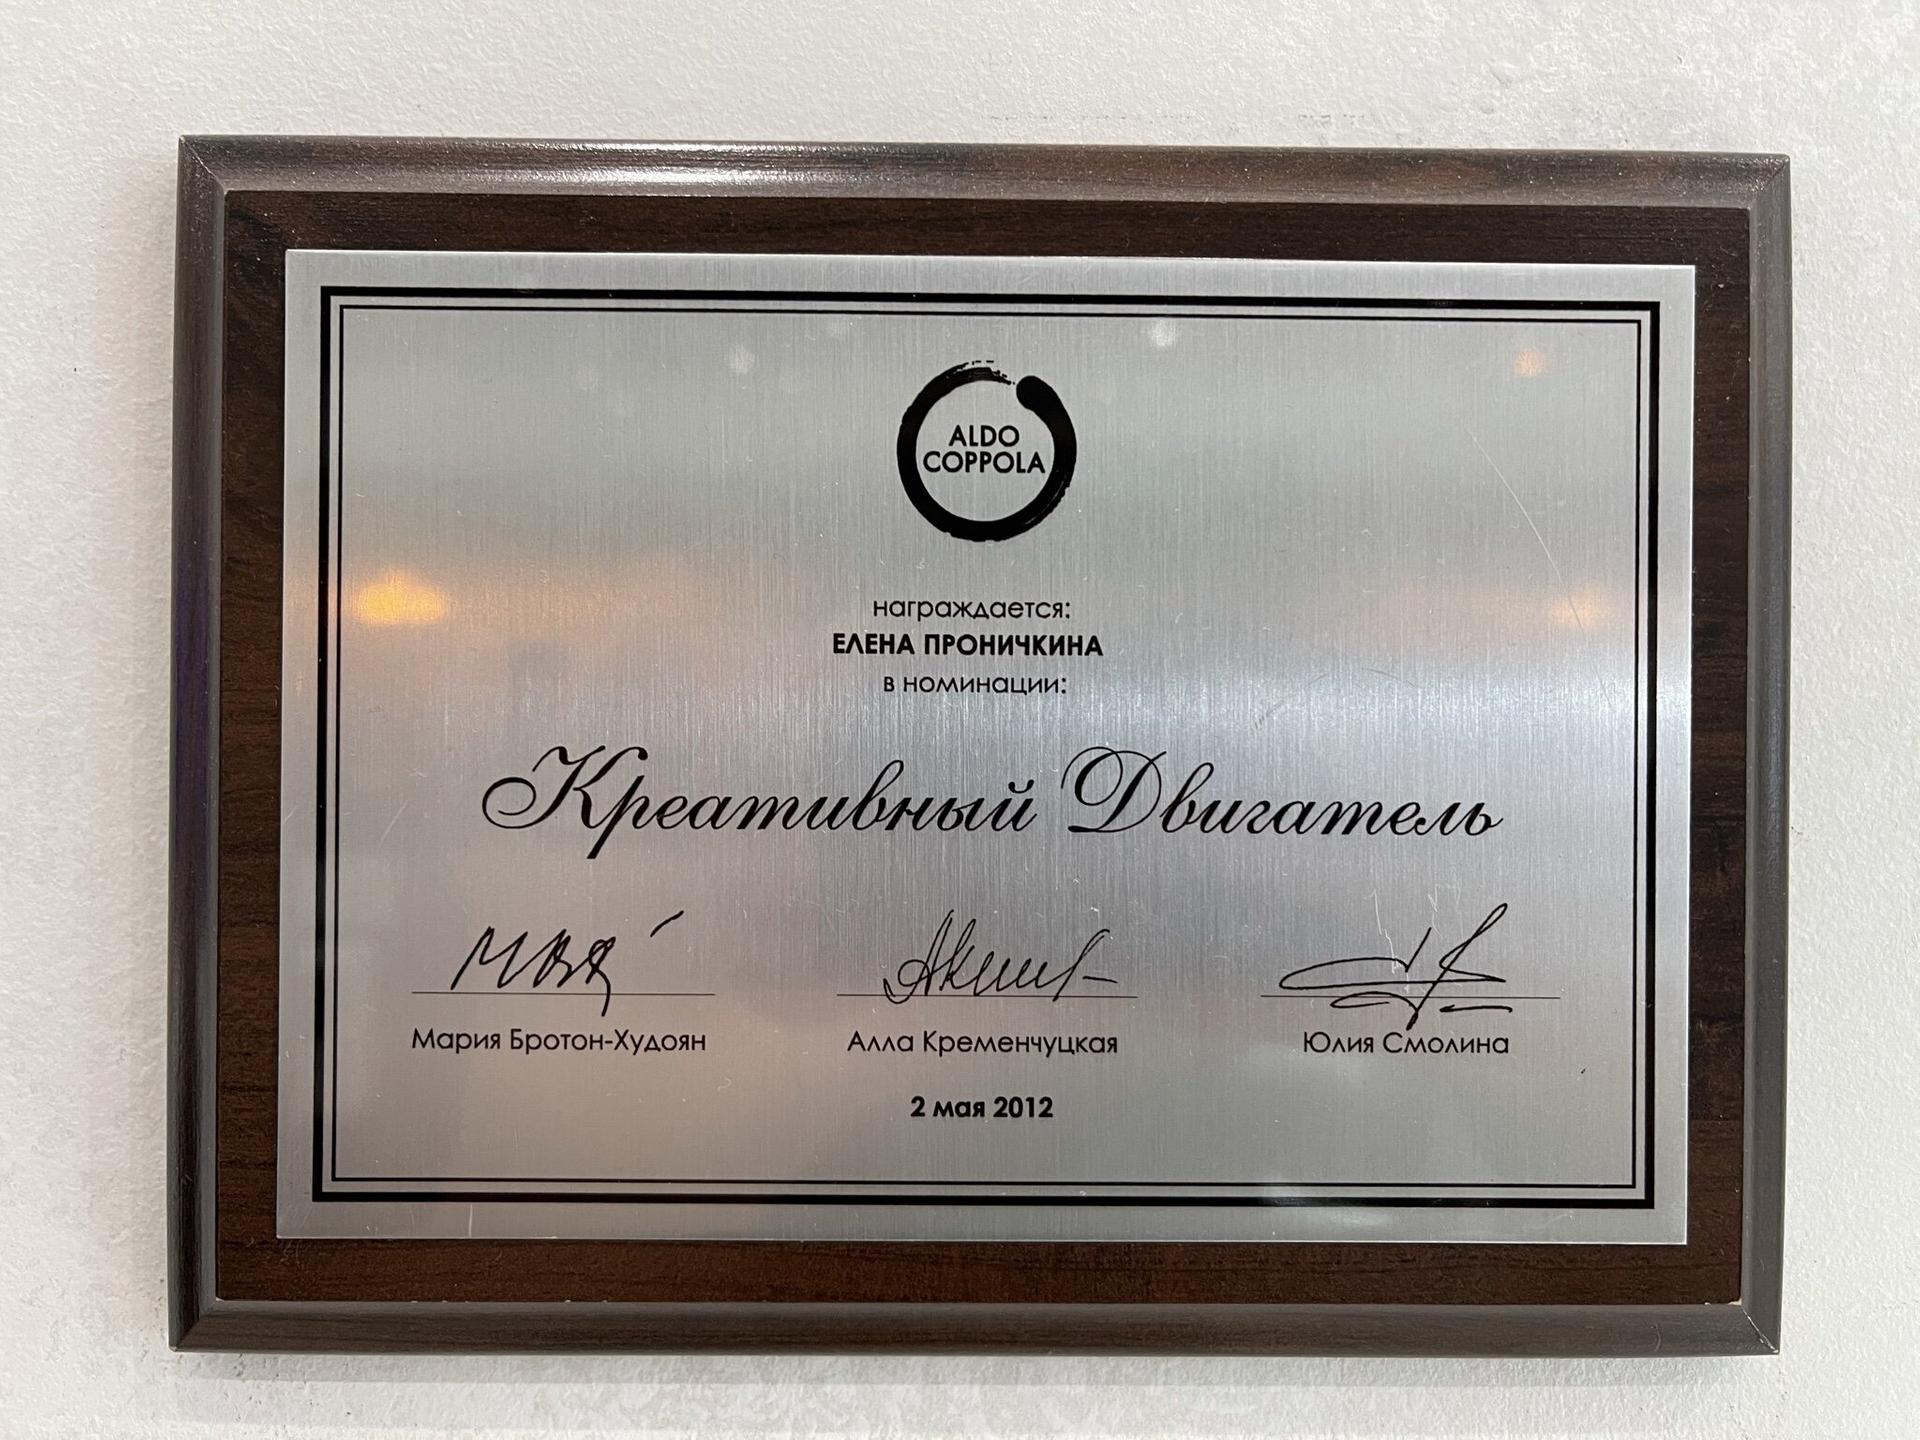 ALDO
COPPOLA
награждается:
ЕЛЕНА ПРОНИЧКИНА
в номинации:
Креативный Двигатель
Мария Бротон-Худоян
Алла Кременчуцкая
Юлия Смолина
2 мая 2012